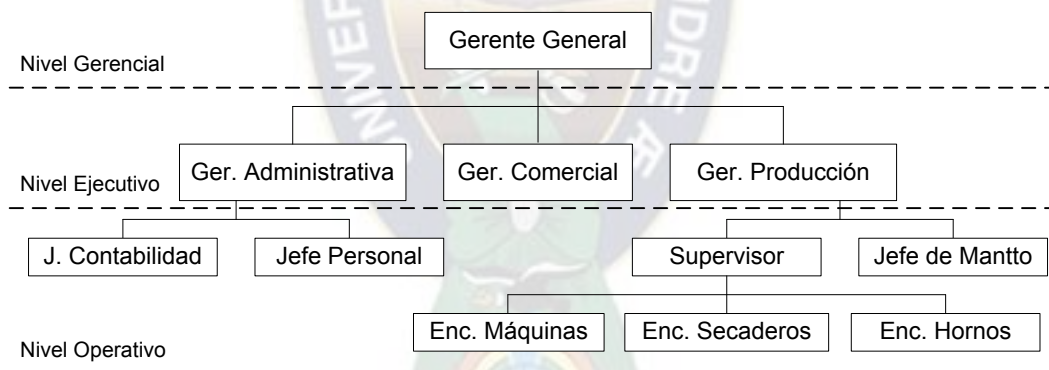 Gerente General
Nivel Gerencial
Ger. Administrativa
Ger. Comercial
Ger. Producción
Nivel Ejecutivo
J. Contabilidad
Jefe Personal
Supervisor
Jefe de Mantto
Enc. Máquinas
Enc. Secaderos
Enc. Hornos
Nivel Operativo